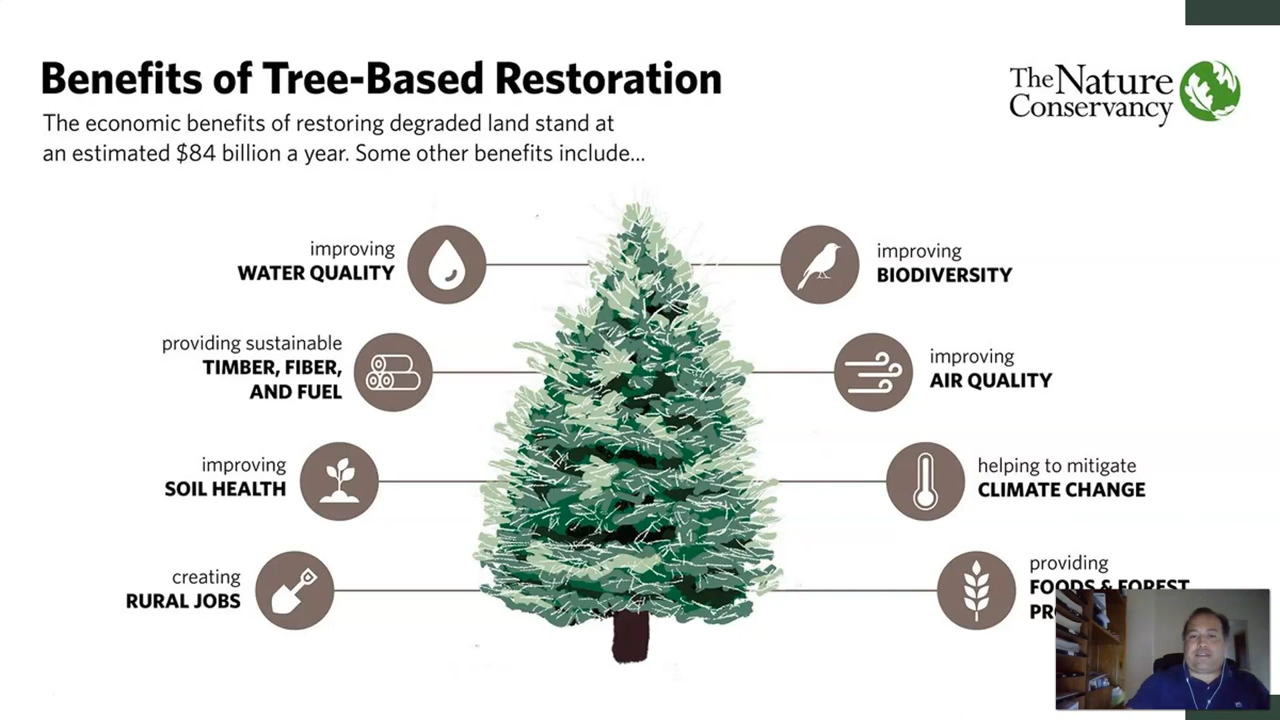 Benefits of Tree-Based Restoration
The economic benefits of restoring degraded land stand at
an estimated $84 billion a year. Some other benefits include...
The Nature
Conservancy
improving
WATER QUALITY
providing sustainable
TIMBER, FIBER,
AND FUEL
improving
SOIL HEALTH
creating
RURAL JOBS
improving
BIODIVERSITY
improving
AIR QUALITY
helping to mitigate
CLIMATE CHANGE
providing
FOODS & FOREST